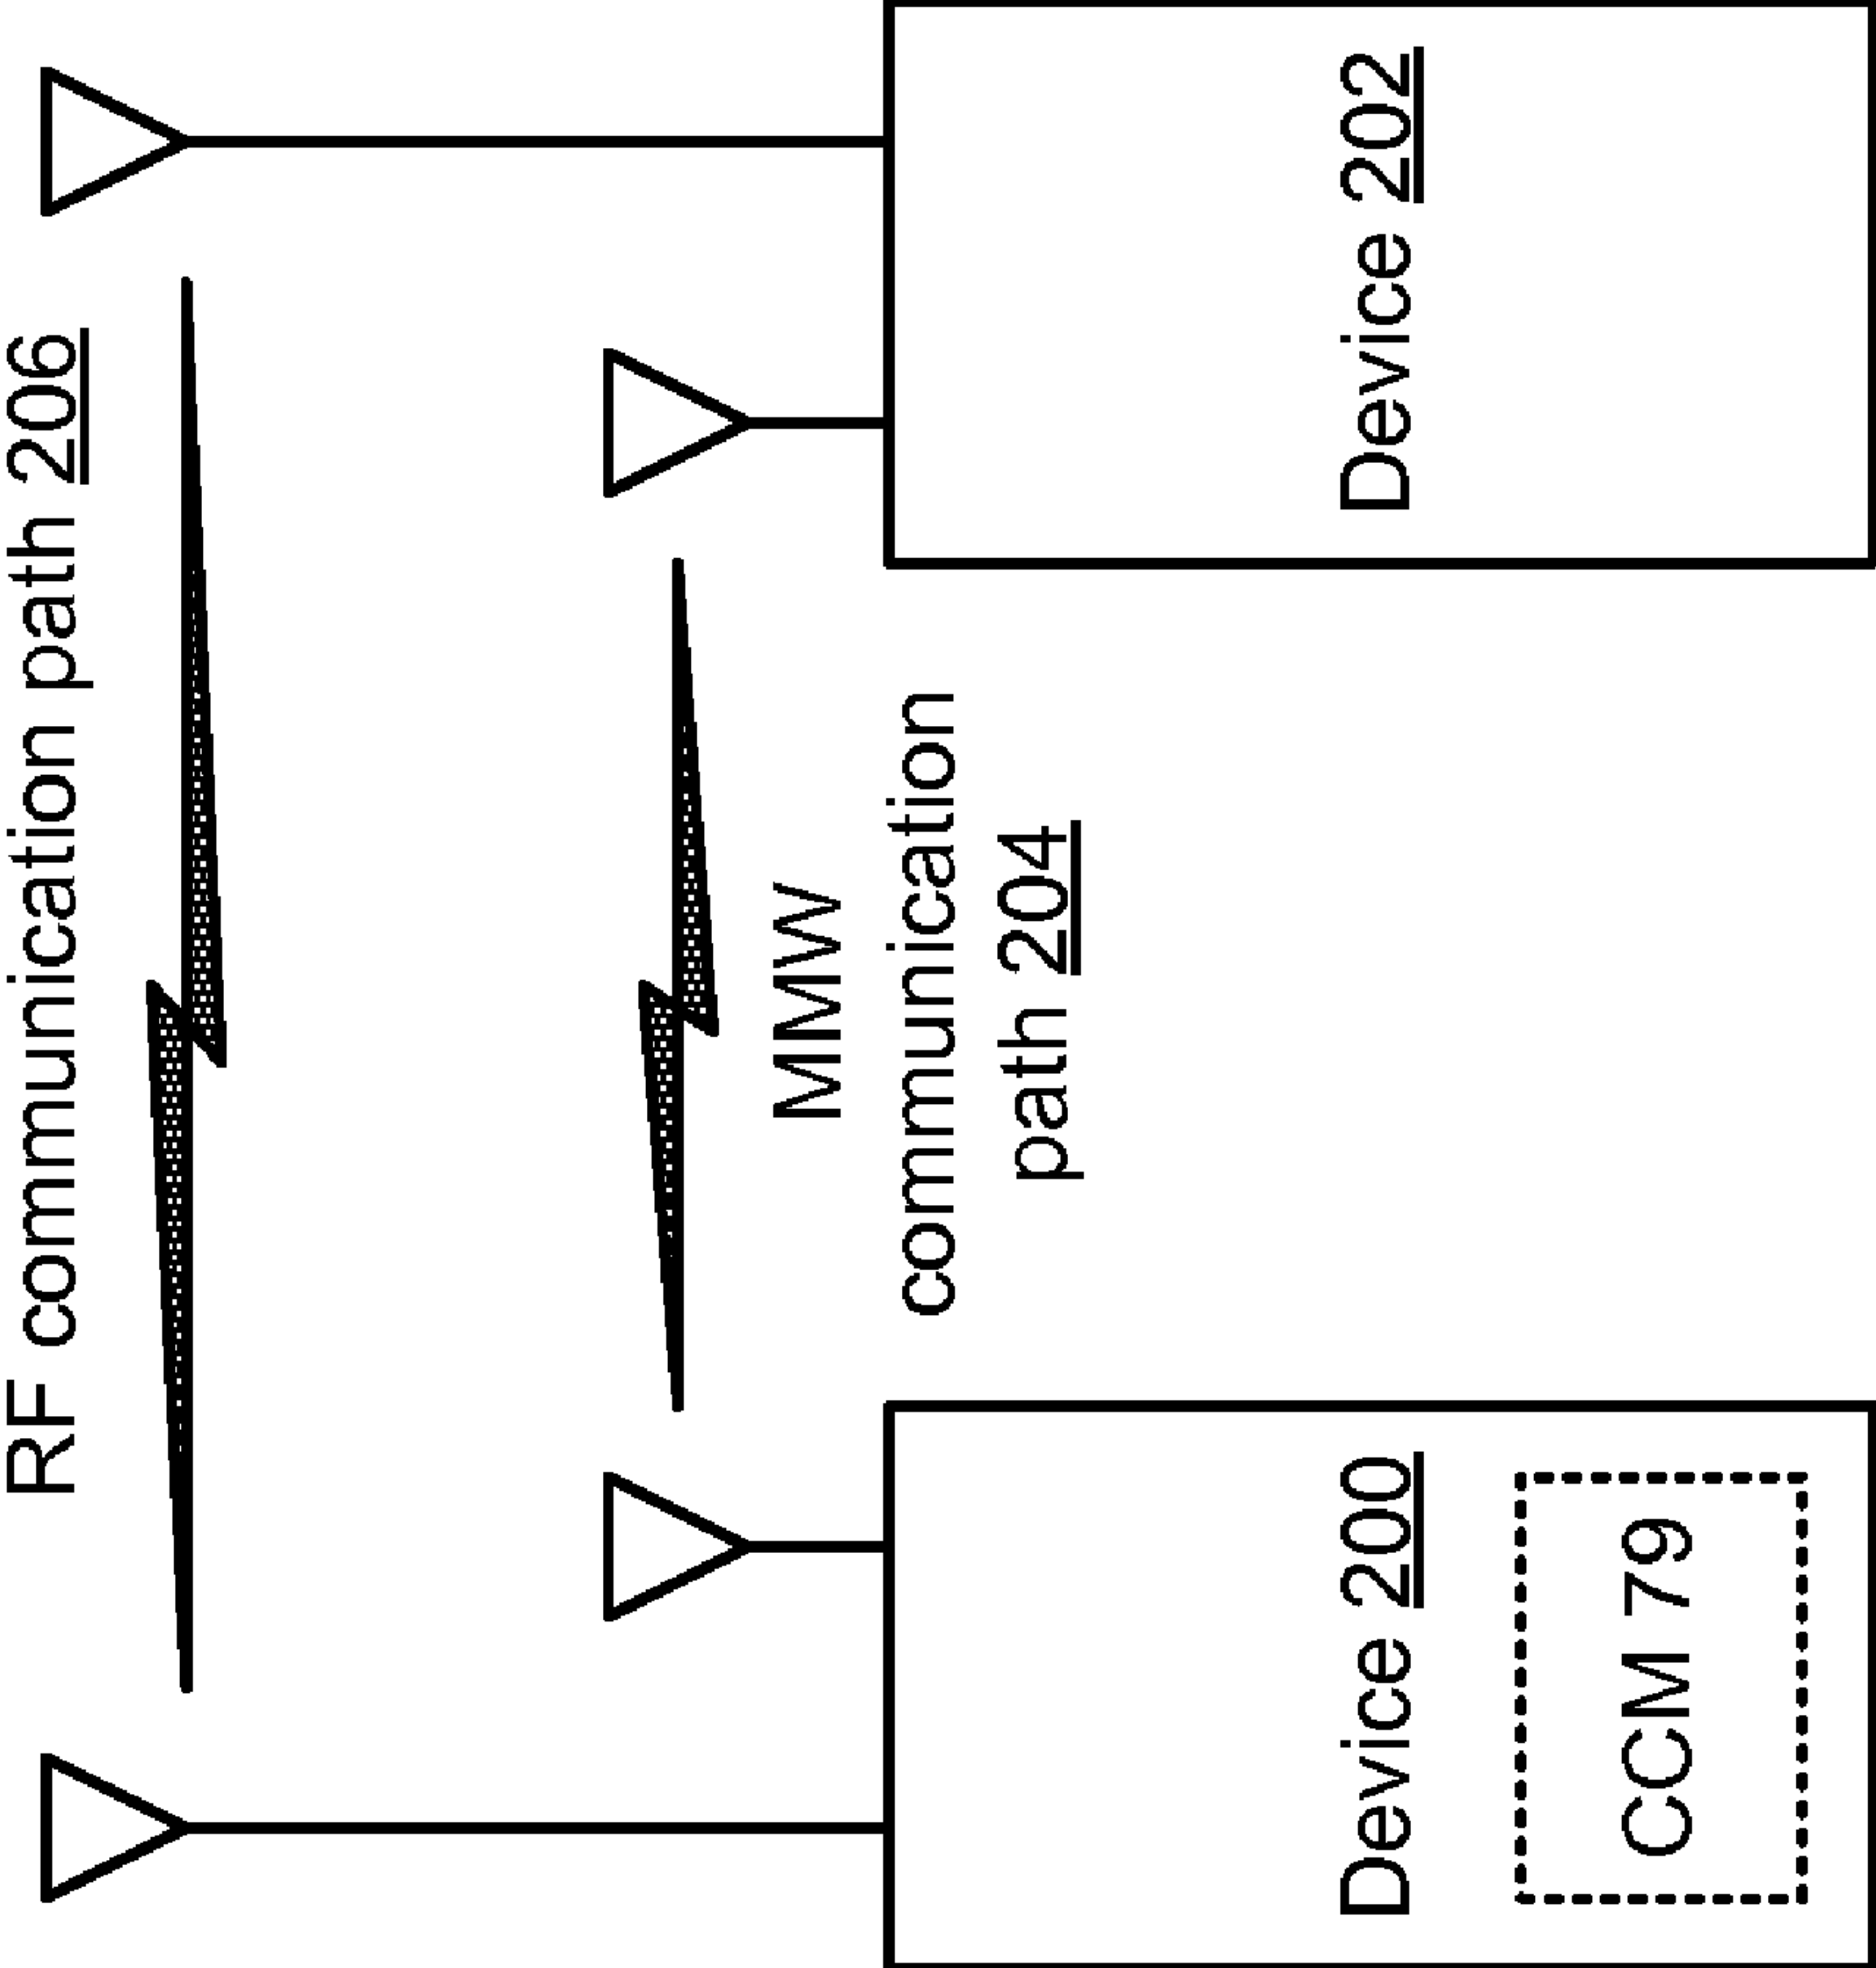 RF communication path 206
MMW
communication
path 204
Device 200
CCM 79
Device 202